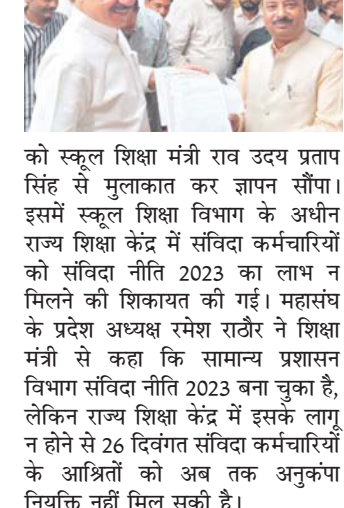 को स्कूल शिक्षा मंत्री राव उदय प्रताप
सिंह से मुलाकात कर ज्ञापन सौंपा।
इसमें स्कूल शिक्षा विभाग के अधीन
राज्य शिक्षा केंद्र में संविदा कर्मचारियों
को संविदा नीति 2023 का लाभ न
मिलने की शिकायत की गई। महासंघ
के प्रदेश अध्यक्ष रमेश राठौर ने शिक्षा
मंत्री से कहा कि सामान्य प्रशासन
विभाग संविदा नीति 2023 बना चुका है,
लेकिन राज्य शिक्षा केंद्र में इसके लागू
न होने से 26 दिवंगत संविदा कर्मचारियों
के आश्रितों को अब तक अनुकंपा
नियुक्ति नहीं मिल सकी है।